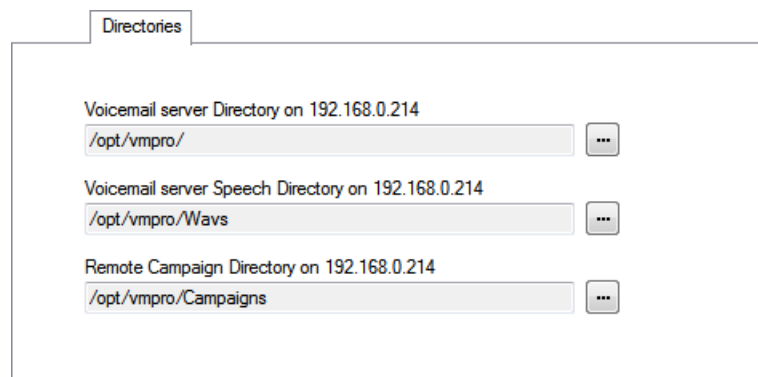 Directories
Voicemail server Directory on 192.168.0.214
/opt/vmpro/
...
Voicemail server Speech Directory on 192.168.0.214
/opt/vmpro/Wavs
...
Remote Campaign Directory on 192.168.0.214
/opt/vmpro/Campaigns
...